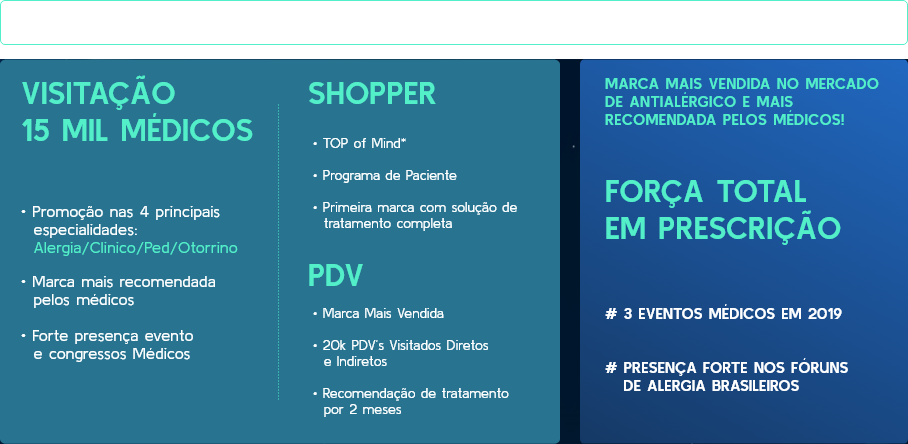 VISITAÇÃO
15 MIL MÉDICOS
• Promoção nas 4 principais
especialidades:
Alergia/Clinico/Ped/Otorrino
• Marca mais recomendada
pelos médicos
• Forte presença evento
e congressos Médicos
SHOPPER
• TOP of Mind*
• Programa de Paciente
• Primeira marca com solução de
tratamento completa
PDV
• Marca Mais Vendida
• 20k PDV's Visitados Diretos
e Indiretos
• Recomendação de tratamento
por 2 meses
MARCA MAIS VENDIDA NO MERCADO
DE ANTIALÉRGICO E MAIS
RECOMENDADA PELOS MÉDICOS!
FORÇA TOTAL
EM PRESCRIÇÃO
# 3 EVENTOS MÉDICOS EM 2019
# PRESENÇA FORTE NOS FÓRUNS
DE ALERGIA BRASILEIROS